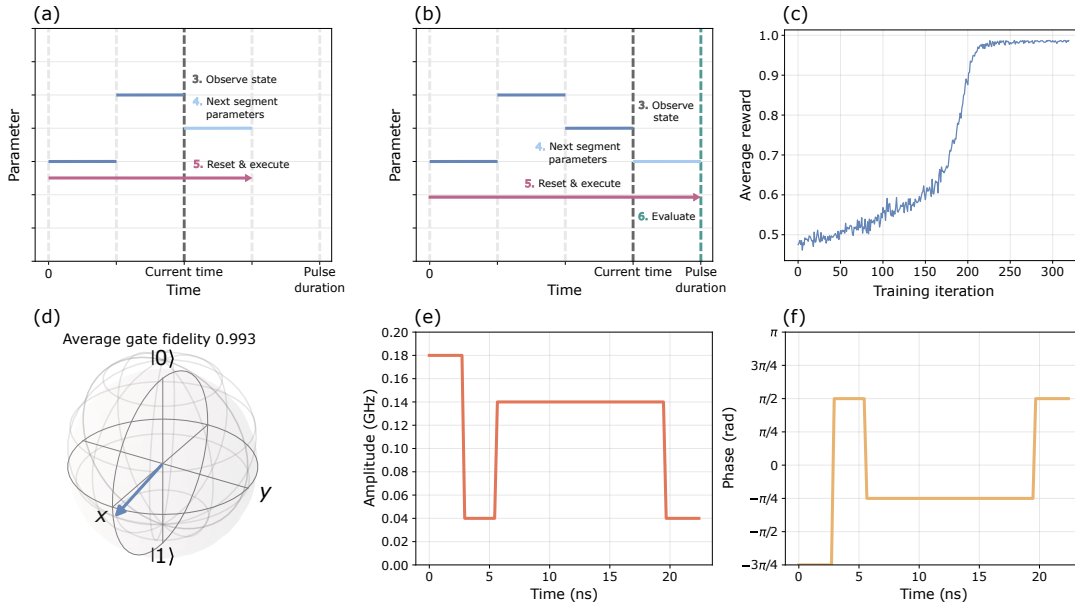 (a)
Parameter
3. Observe state
4. Next segment
parameters
5. Reset & execute
0
Current time
Pulse
duration
Time
(b)
Parameter
3. Observe
state
4. Next segment
parameters
5. Reset & execute
6. Evaluate
0
Current time
Pulse
duration
Time
(c)
Average reward
1.0
0.9
0.8
0.7
0.6
0.5
0 50 100 150 200 250 300
Training iteration
(d)
Average gate fidelity 0.993
|0⟩
x
y
|1⟩
(e)
Amplitude (GHz)
0.20
0.18
0.16
0.14
0.12
0.10
0.08
0.06
0.04
0.02
0.00
0 5 10 15 20
Time (ns)
(f)
Phase (rad)
π
3π/4
π/2
π/4
0
−π/4
−π/2
−3π/4
0 5 10 15 20
Time (ns)